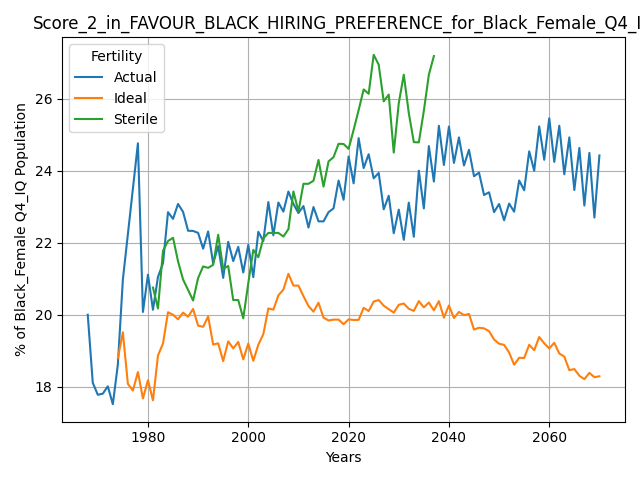 Score_2_in_FAVOUR_BLACK_HIRING_PREFERENCE_for_Black_Female_Q4_I
Fertility
Actual
Ideal
Sterile
% of Black_Female Q4_IQ Population
26
24
22
20
18
1980
2000
2020
2040
2060
Years